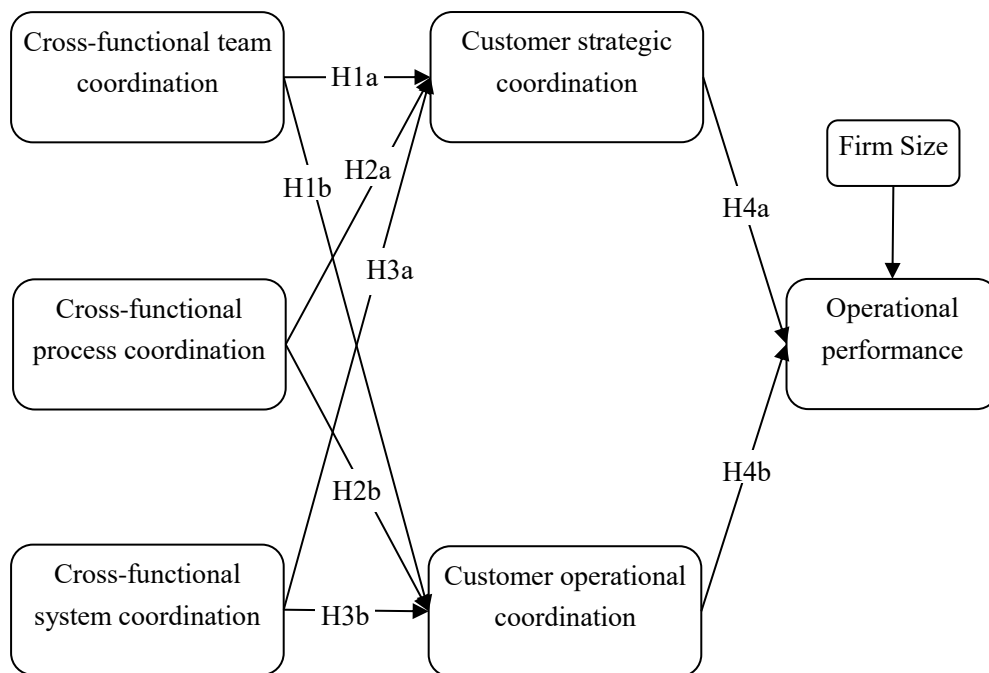 Cross-functional team
coordination
H1a
Customer strategic
coordination
Firm Size
H2a
H1b
H4a
H3a
Cross-functional
process coordination
Operational
performance
H2b
H4b
Cross-functional
system coordination
H3b
Customer operational
coordination